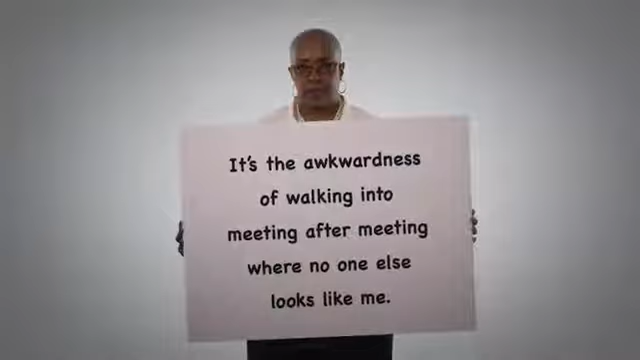 It's the awkwardness
of walking into
meeting after meeting
where no one else
looks like me.